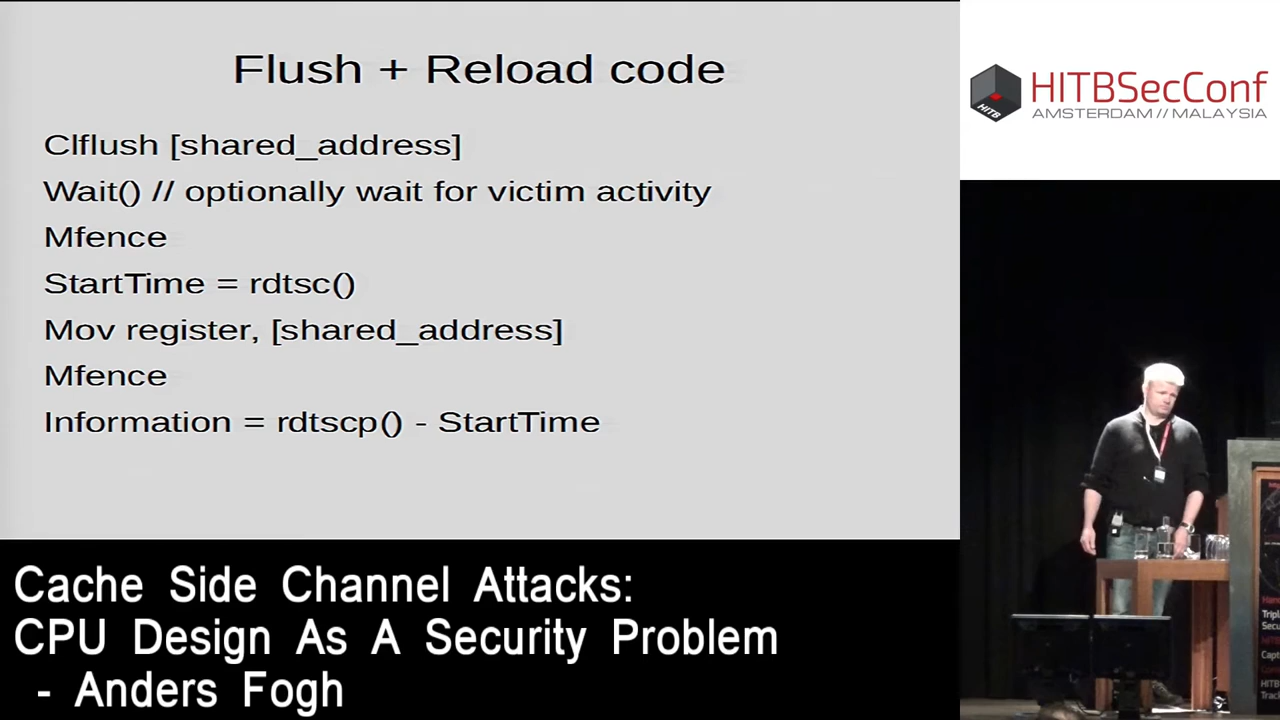 Flush + Reload code
Clflush [shared_address]
Wait() // optionally wait for victim activity
Mfence
StartTime = rdtsc()
Mov register, [shared_address]
Mfence
Information = rdtscp() - StartTime
HITBSecConf
AMSTERDAM // MALAYSIA
HITB
Cache Side Channel Attacks:
CPU Design As A Security Problem
- Anders Fogh